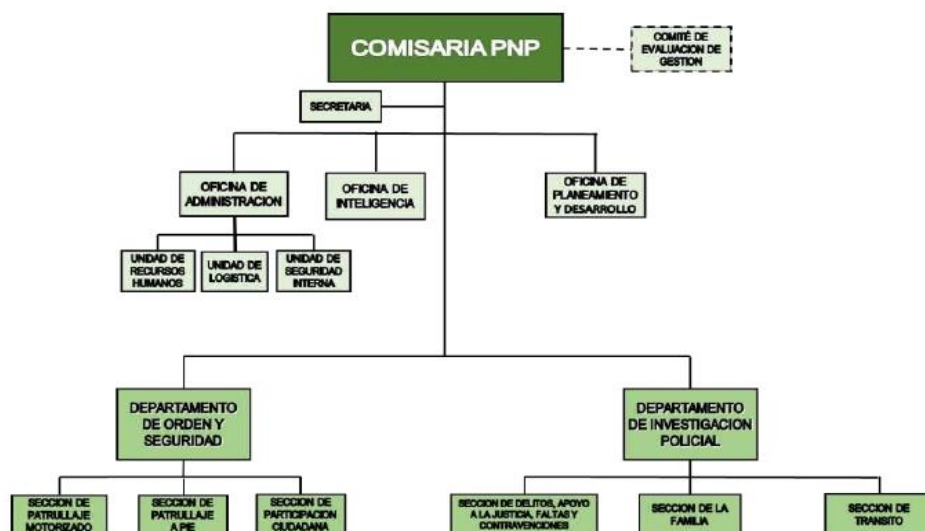 COMISARIA PNP
COMITÉ DE
EVALUACION DE
GESTION
SECRETARIA
OFICINA DE
ADMINISTRACION
OFICINA DE
INTELIGENCIA
OFICINA DE
PLANEAMIENTO
Y DESARROLLO
UNIDAD DE
RECURSOS
HUMANOS
UNIDAD DE
LOGISTICA
UNIDAD DE
SEGURIDAD
INTERNA
DEPARTAMENTO
DE ORDEN Y
SEGURIDAD
DEPARTAMENTO
DE INVESTIGACION
POLICIAL
SECCION DE
PATRULLAJE
MOTORIZADO
SECCION DE
PATRULLAJE
A PIE
SECCION DE
PARTICIPACION
CIUDADANA
SECCION DE DELITOS, APOYO
A LA JUSTICIA, FALTAS Y
CONTRAVENCIONES
SECCION DE LA
FAMILIA
SECCION DE
TRANSITO